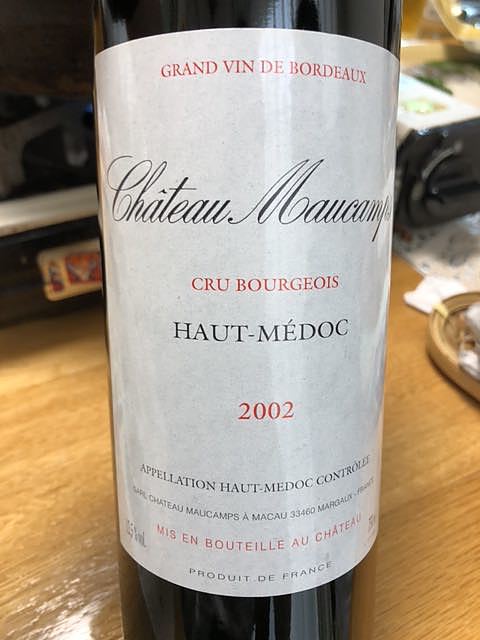 GRAND VIN DE BORDEAUX
Château Maucamps
CRU BOURGEOIS
HAUT-MÉDOC
2002
APPELLATION HAUT-MEDOC CONTRÔLÉE
SARL CHATEAU MAUCAMPS À MACAU 33460 MARGAUX - FRANCE
MIS EN BOUTEILLE AU CHÂTEAU
PRODUIT DE FRANCE